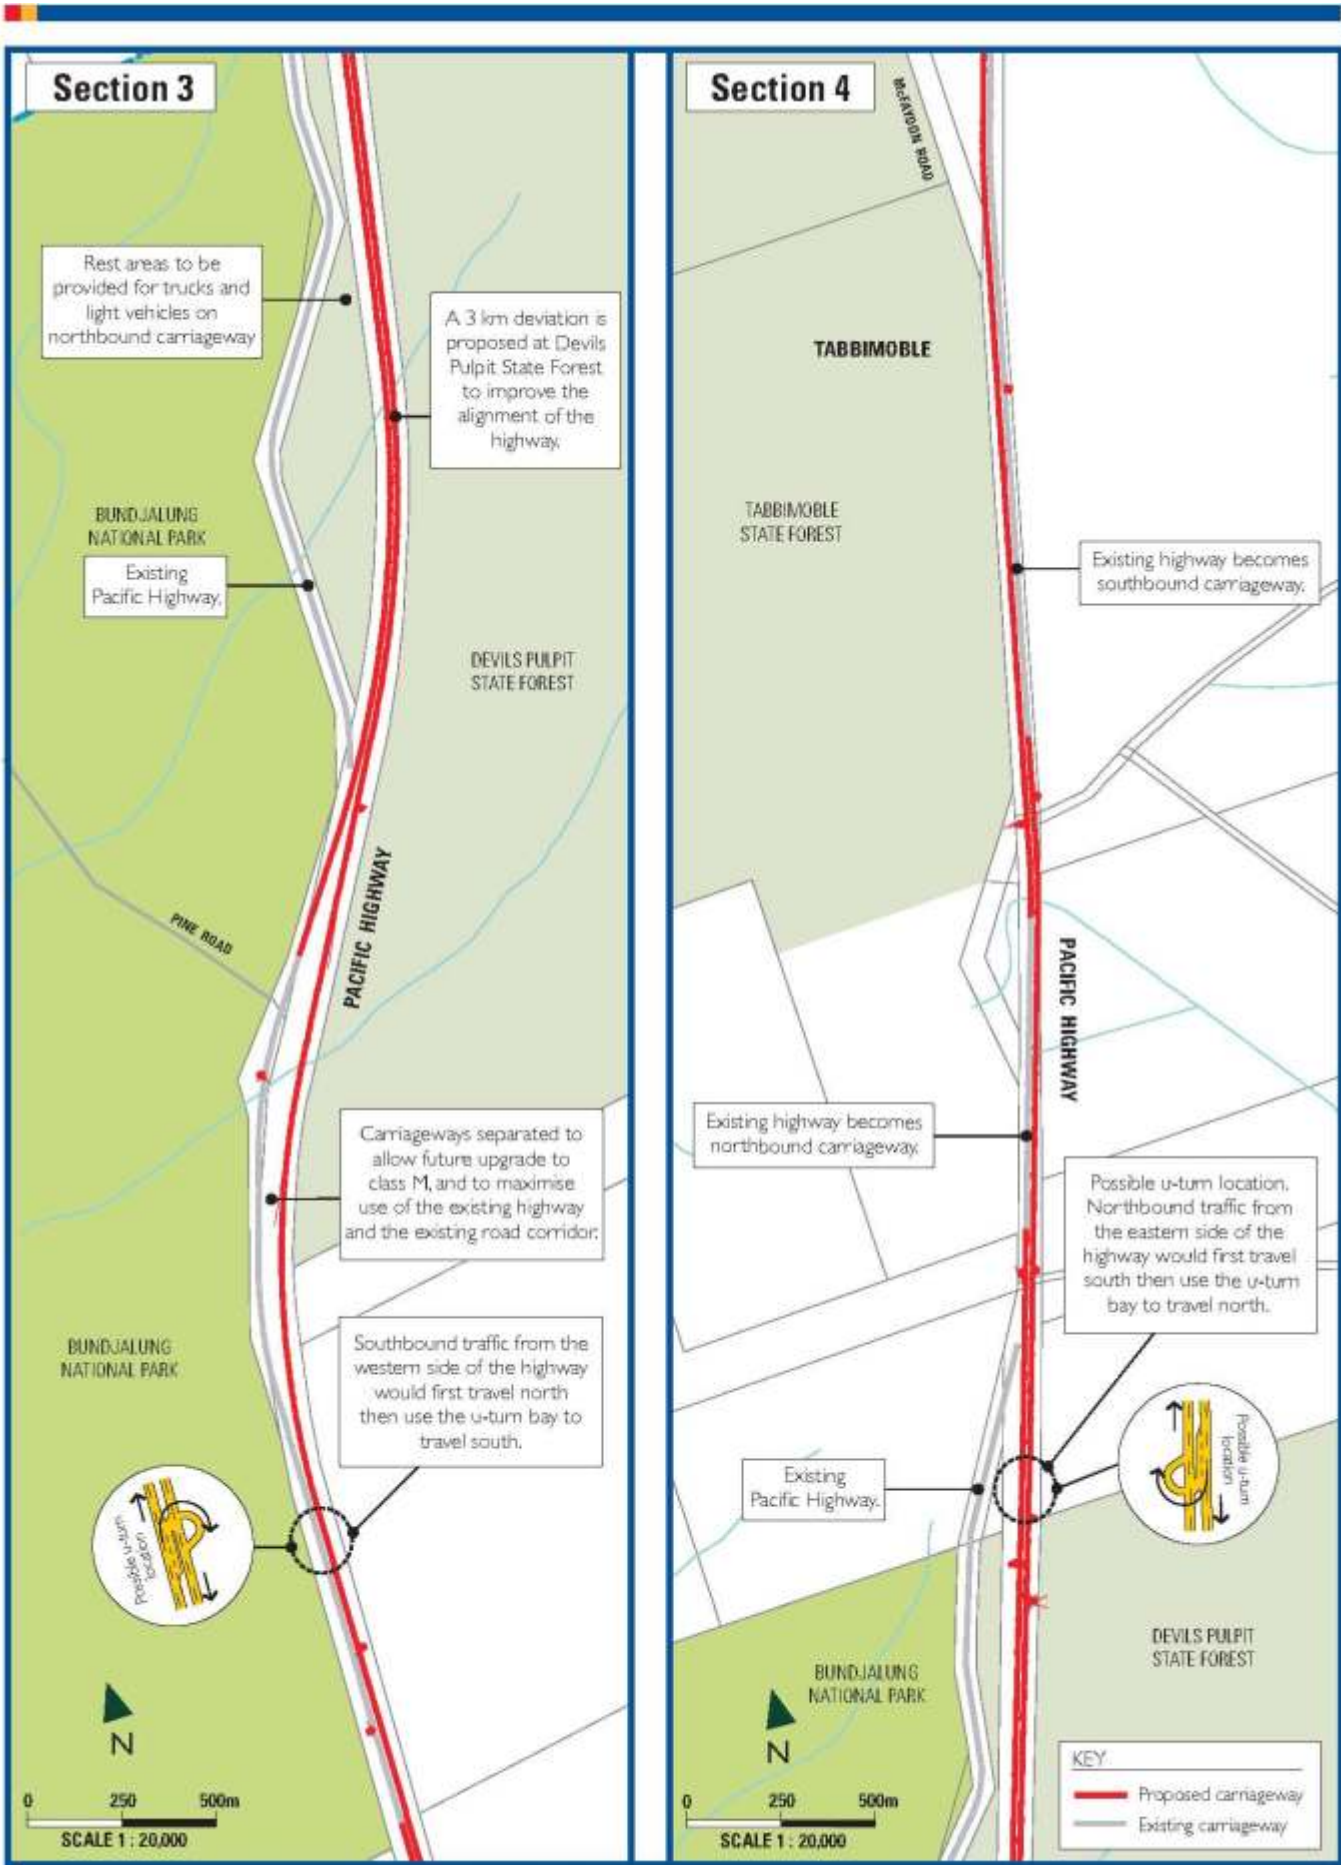 Section 3
Rest areas to be
provided for trucks and
light vehicles on
northbound carriageway
A 3 km deviation is
proposed at Devils
Pulpit State Forest
to improve the
alignment of the
highway.
BUNDJALUNG
NATIONAL PARK
Existing
Pacific Highway.
DEVILS PULPIT
STATE FOREST
PINE ROAD
PACIFIC HIGHWAY
Carriageways separated to
allow future upgrade to
class M, and to maximise
use of the existing highway
and the existing road corridor.
BUNDJALUNG
NATIONAL PARK
Southbound traffic from the
western side of the highway
would first travel north
then use the u-turn bay to
travel south.
Possible u-turn
location
N
0 250 500m
SCALE 1 : 20,000
Section 4
McFAYDON ROAD
TABBIMOBLE
TABBIMOBLE
STATE FOREST
Existing highway becomes
southbound carriageway.
PACIFIC HIGHWAY
Existing highway becomes
northbound carriageway.
Possible u-turn location.
Northbound traffic from
the eastern side of the
highway would first travel
south then use the u-turn
bay to travel north.
Possible u-turn
location
Existing
Pacific Highway.
DEVILS PULPIT
STATE FOREST
BUNDJALUNG
NATIONAL PARK
N
0 250 500m
SCALE 1 : 20,000
KEY
Proposed carriageway
Existing carriageway